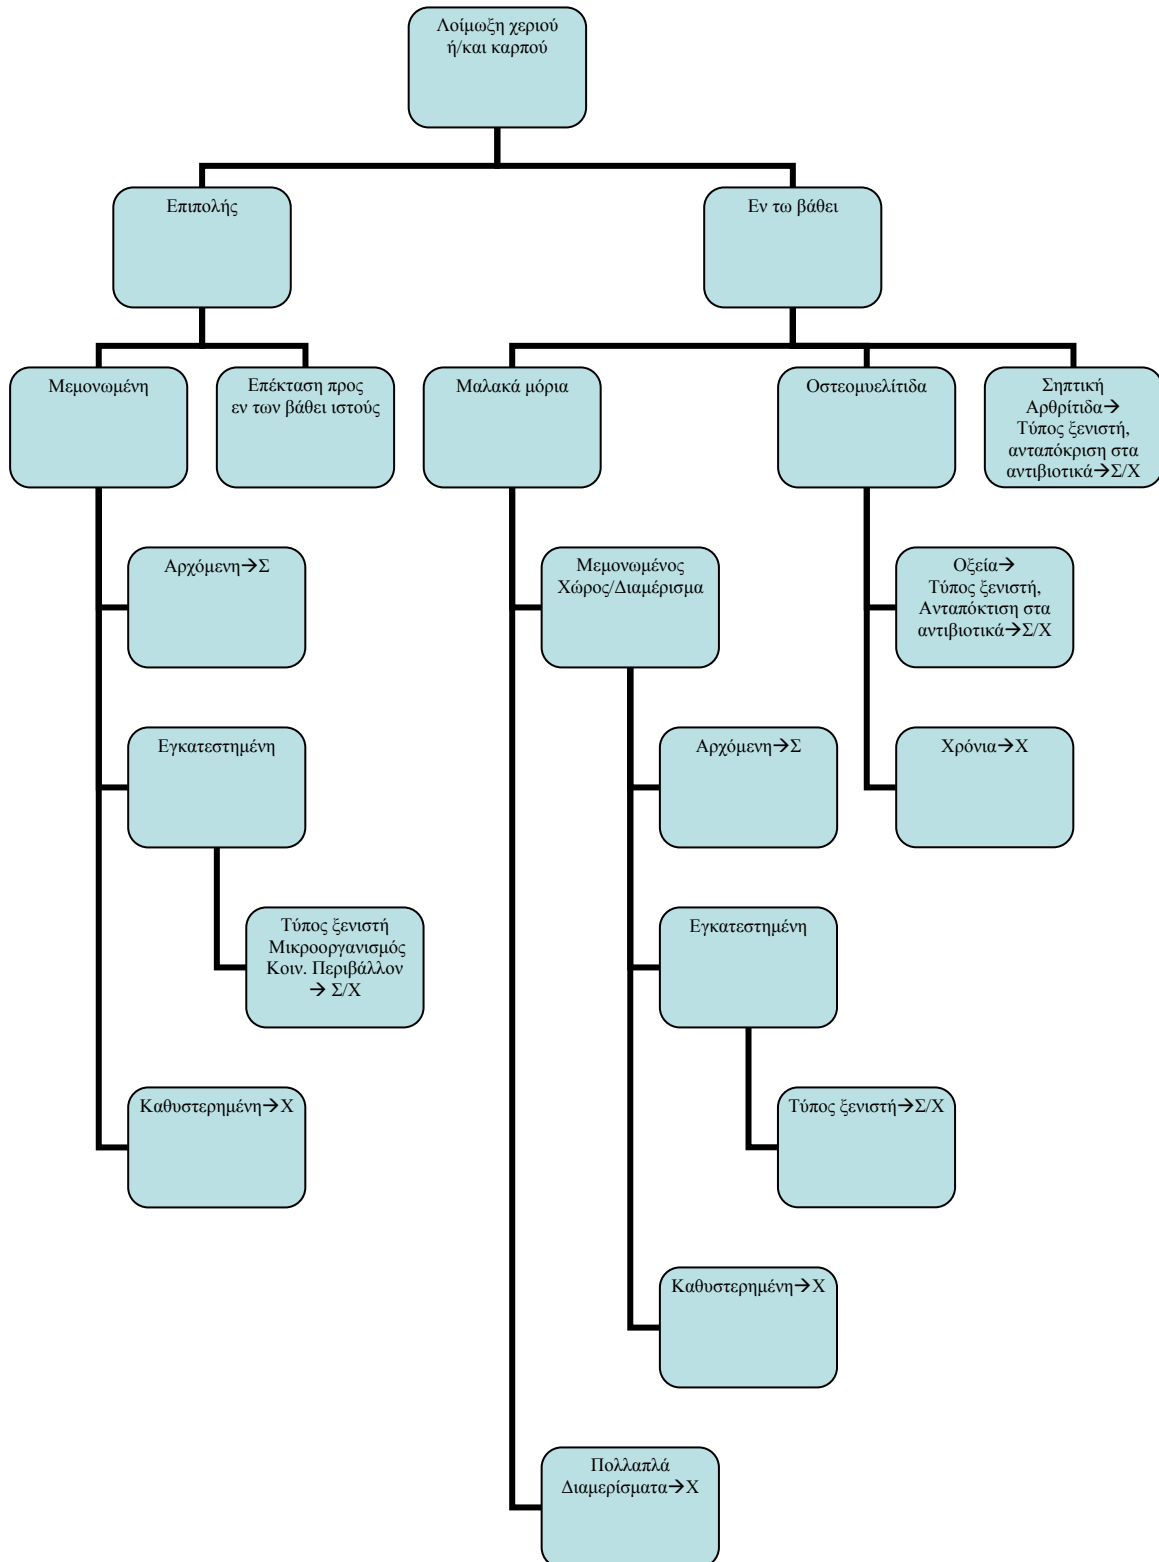 Λοίμωξη χεριού
ή/και καρπού
Επιπολής
Εν τω βάθει
Μεμονωμένη
Επέκταση προς
εν των βάθει ιστούς
Μαλακά μόρια
Οστεομυελίτιδα
Σηπτική
Αρθρίτιδα→
Τύπος ξενιστή,
ανταπόκριση στα
αντιβιοτικά→Σ/Χ
Αρχόμενη→Σ
Μεμονωμένος
Χώρος/Διαμέρισμα
Οξεία→
Τύπος ξενιστή,
Ανταπόκτιση στα
αντιβιοτικά→Σ/Χ
Εγκατεστημένη
Αρχόμενη→Σ
Χρόνια→Χ
Τύπος ξενιστή
Μικροοργανισμός
Κοιν. Περιβάλλον
→ Σ/Χ
Εγκατεστημένη
Καθυστερημένη→Χ
Τύπος ξενιστή→Σ/Χ
Καθυστερημένη→Χ
Πολλαπλά
Διαμερίσματα→Χ